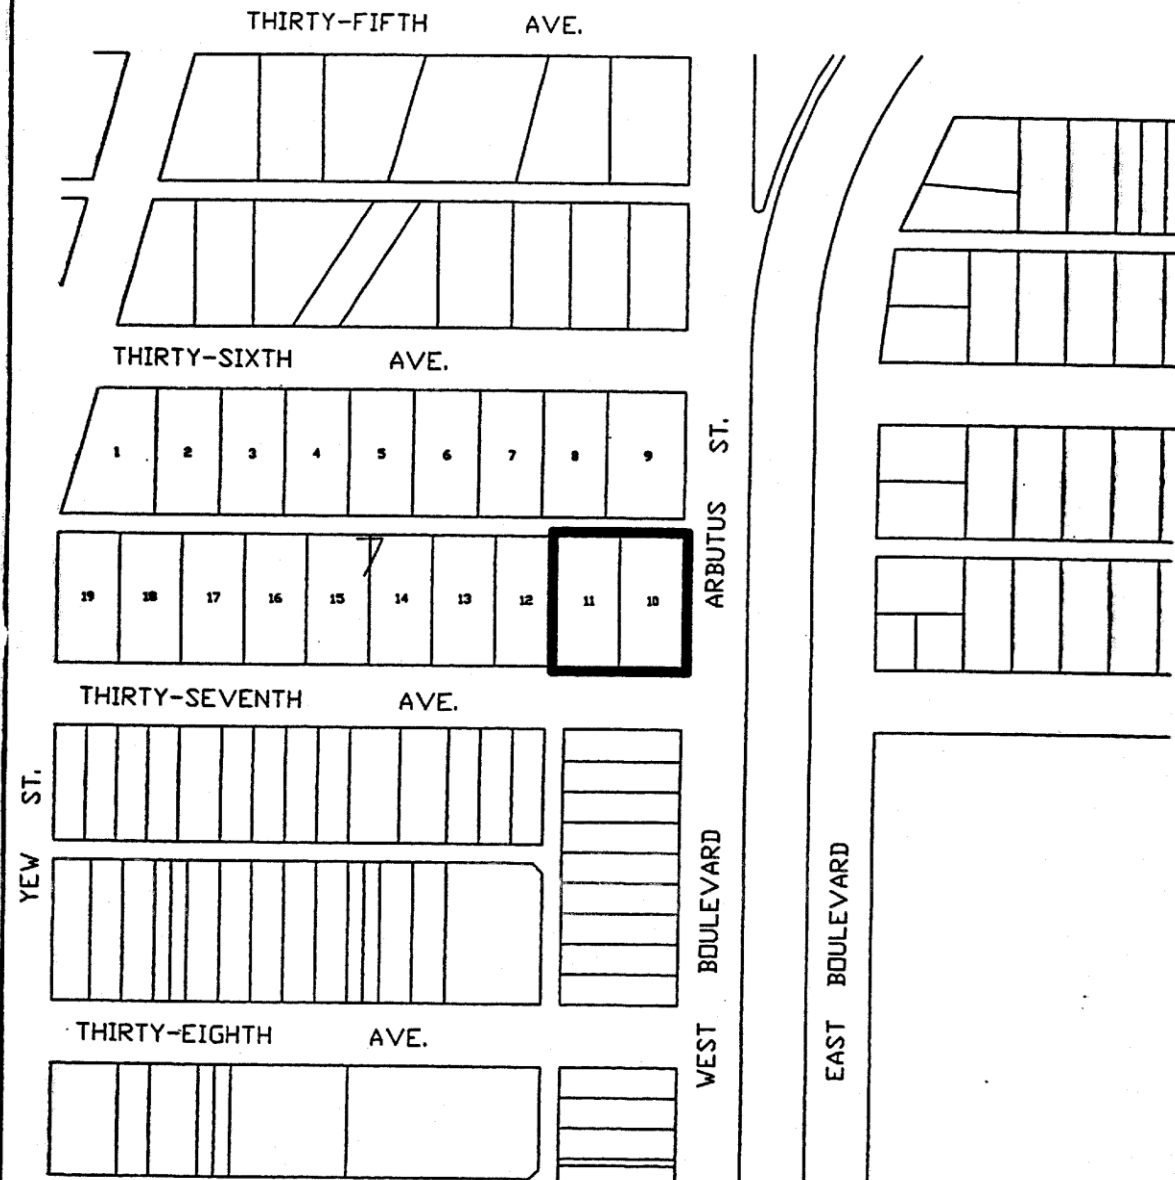 THIRTY-FIFTH AVE.
THIRTY-SIXTH AVE.
1 2 3 4 5 6 7 8 9
ARBUTUS ST.
19 18 17 16 15 14 13 12 11 10
7
THIRTY-SEVENTH AVE.
YEW ST.
WEST BOULEVARD
EAST BOULEVARD
THIRTY-EIGHTH AVE.